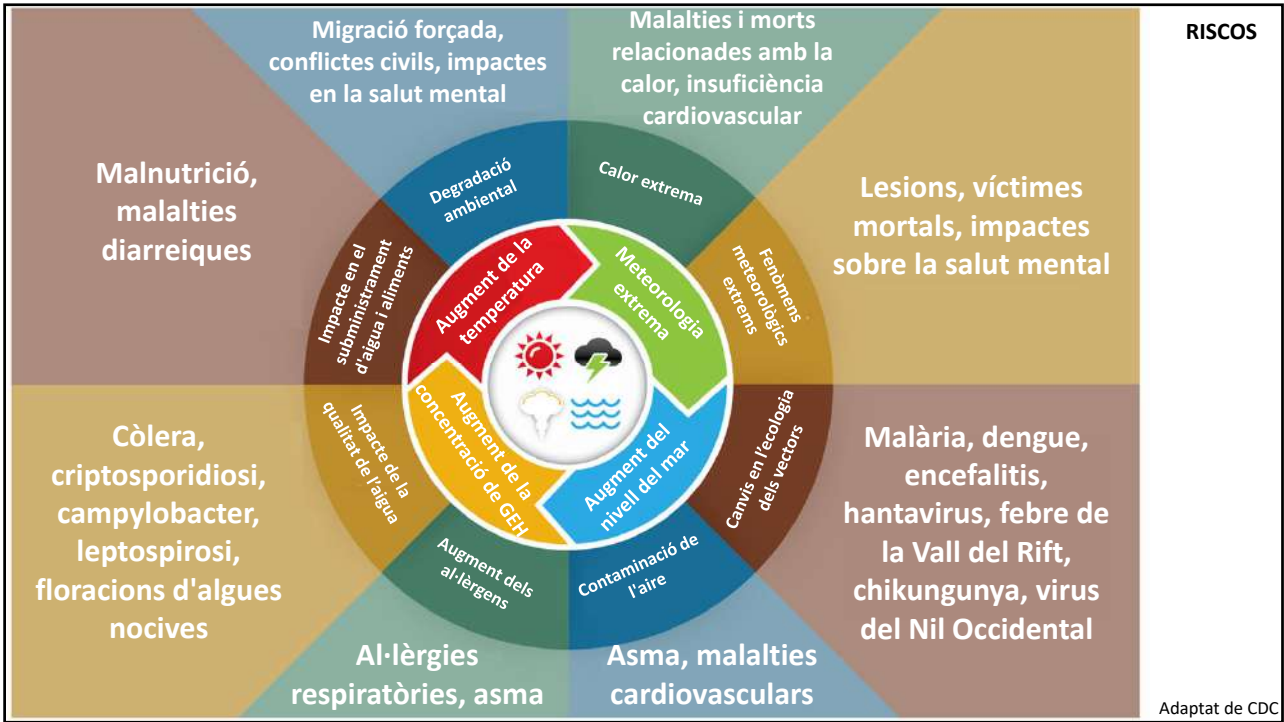 RISCOS
Migració forçada,
conflictes civils, impactes
en la salut mental
Malalties i morts
relacionades amb la
calor, insuficiència
cardiovascular
Malnutrició,
malalties
diarreiques
Lesions, víctimes
mortals, impactes
sobre la salut mental
Degradació
ambiental
Calor extrema
Impacte en el
subministrament
d'aigua i aliments
Fenòmens
meteorològics
extrems
Augment de la
temperatura
Meteorologia
extrema
Augment de la
concentració de GEH
Augment del
nivell del mar
Impacte de la
qualitat de l'aigua
Canvis en l'ecologia
dels vectors
Augment dels
al·lèrgens
Contaminació de
l'aire
Còlera,
criptosporidiosi,
campylobacter,
leptospirosi,
floracions d'algues
nocives
Malària, dengue,
encefalitis,
hantavirus, febre de
la Vall del Rift,
chikungunya, virus
del Nil Occidental
Al·lèrgies
respiratòries, asma
Asma, malalties
cardiovasculars
Adaptat de CDC